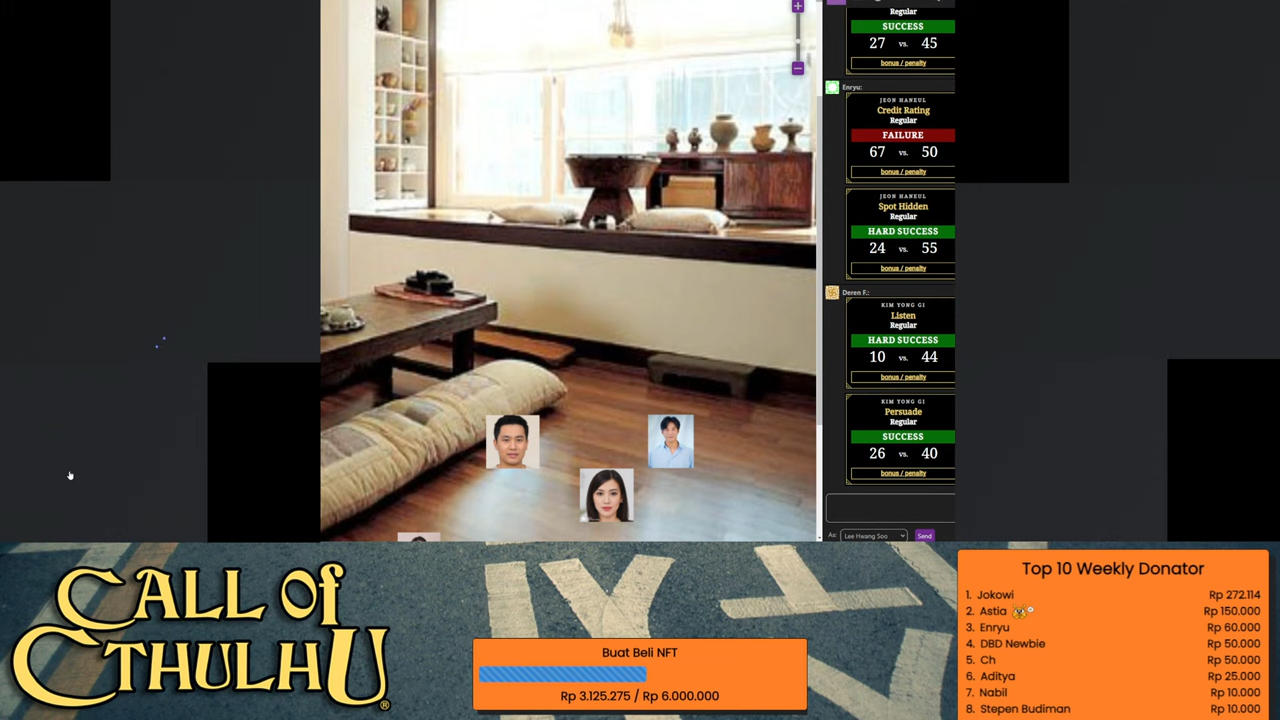 Regular
SUCCESS
27 vs. 45
bonus / penalty
Enryu:
JEON HANEUL
Credit Rating
Regular
FAILURE
67 vs. 50
bonus / penalty
JEON HANEUL
Spot Hidden
Regular
HARD SUCCESS
24 vs. 55
bonus / penalty
Deren F.:
KIM YONG GI
Listen
Regular
HARD SUCCESS
10 vs. 44
bonus / penalty
KIM YONG GI
Persuade
Regular
SUCCESS
26 vs. 40
bonus / penalty
As: Lee Hwang Soo Send
CALL of
CTHULHU®
Buat Beli NFT
Rp 3.125.275 / Rp 6.000.000
Top 10 Weekly Donator
1. Jokowi Rp 272.114
2. Astia Rp 150.000
3. Enryu Rp 60.000
4. DBD Newbie Rp 50.000
5. Ch Rp 50.000
6. Aditya Rp 25.000
7. Nabil Rp 10.000
8. Stepen Budiman Rp 10.000